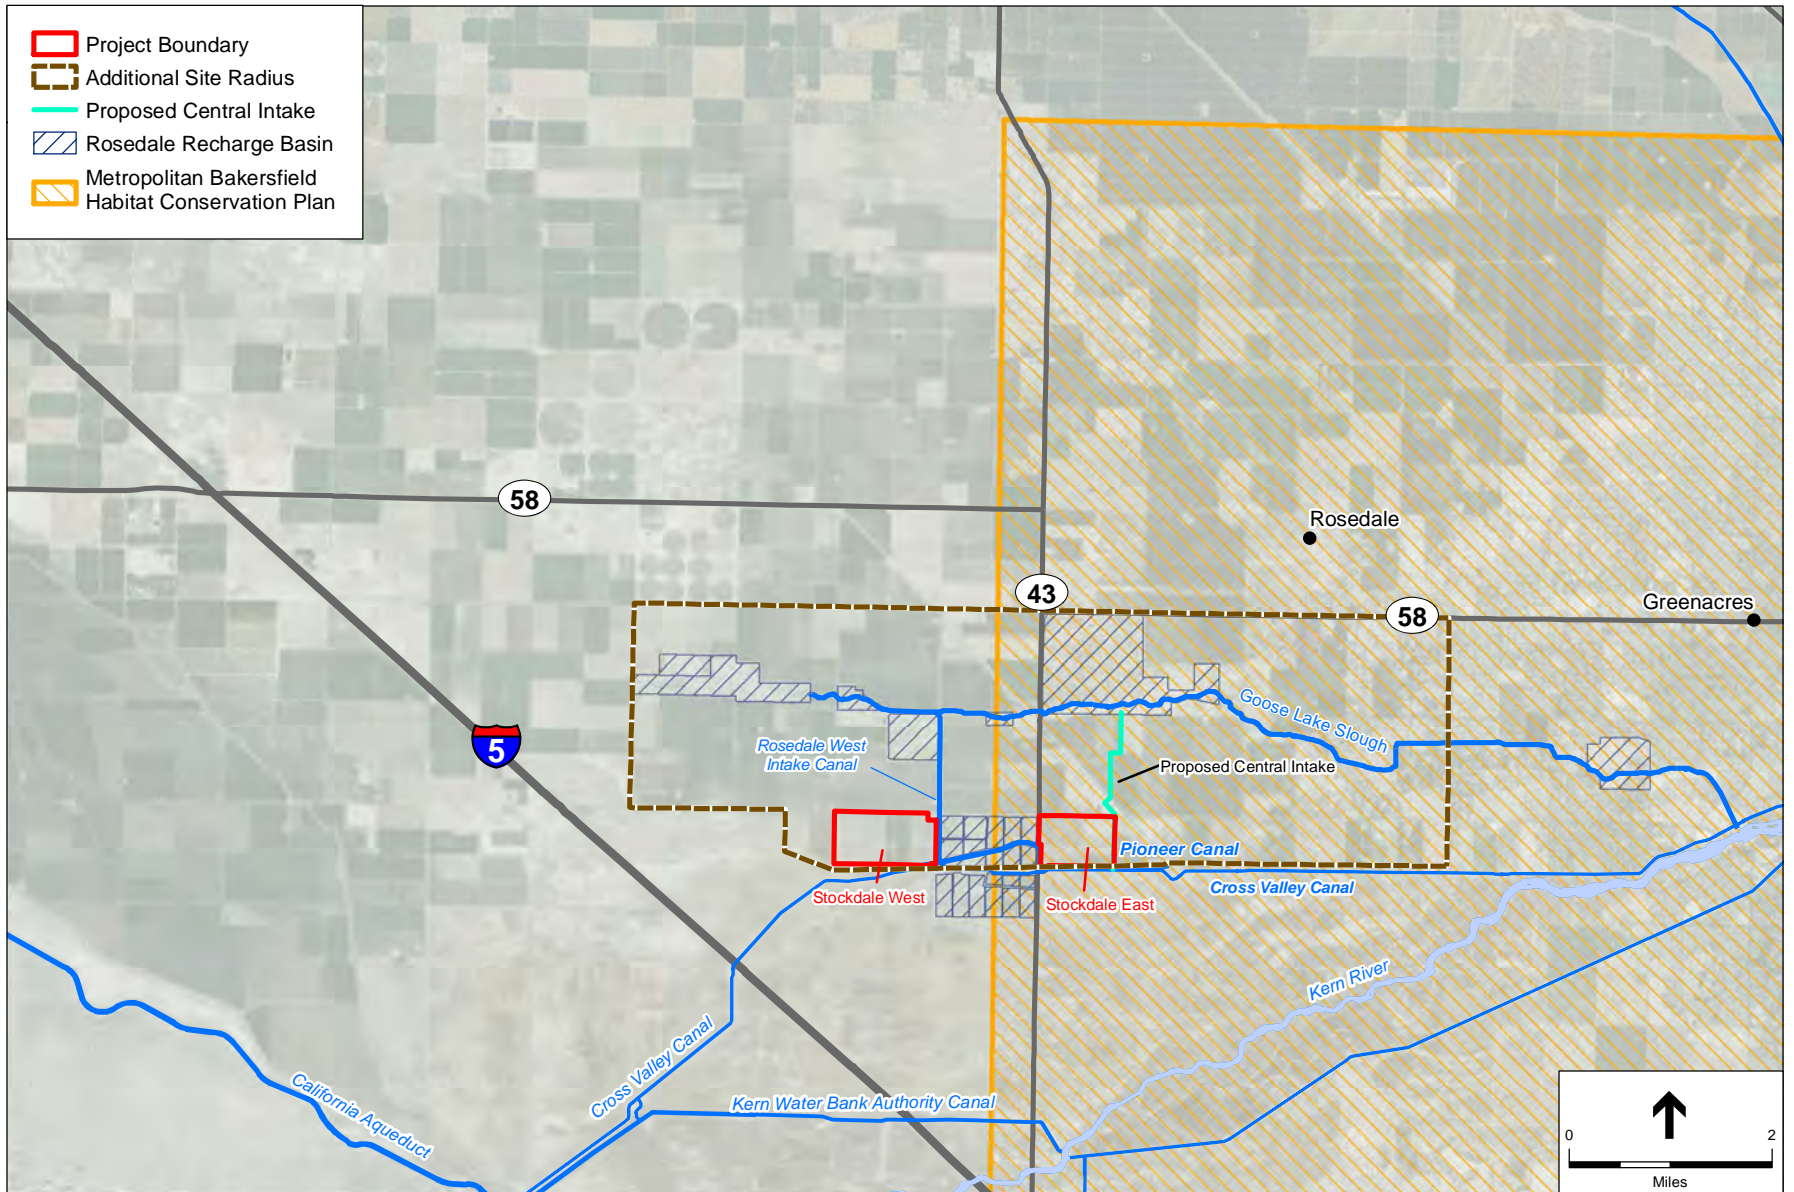 Project Boundary
Additional Site Radius
Proposed Central Intake
Rosedale Recharge Basin
Metropolitan Bakersfield
Habitat Conservation Plan
58
Rosedale
43
58
Greenacres
Goose Lake Slough
5
Rosedale West
Intake Canal
Proposed Central Intake
Pioneer Canal
Cross Valley Canal
Stockdale West
Stockdale East
Kern River
Cross Valley Canal
California Aqueduct
Kern Water Bank Authority Canal
0 2
Miles